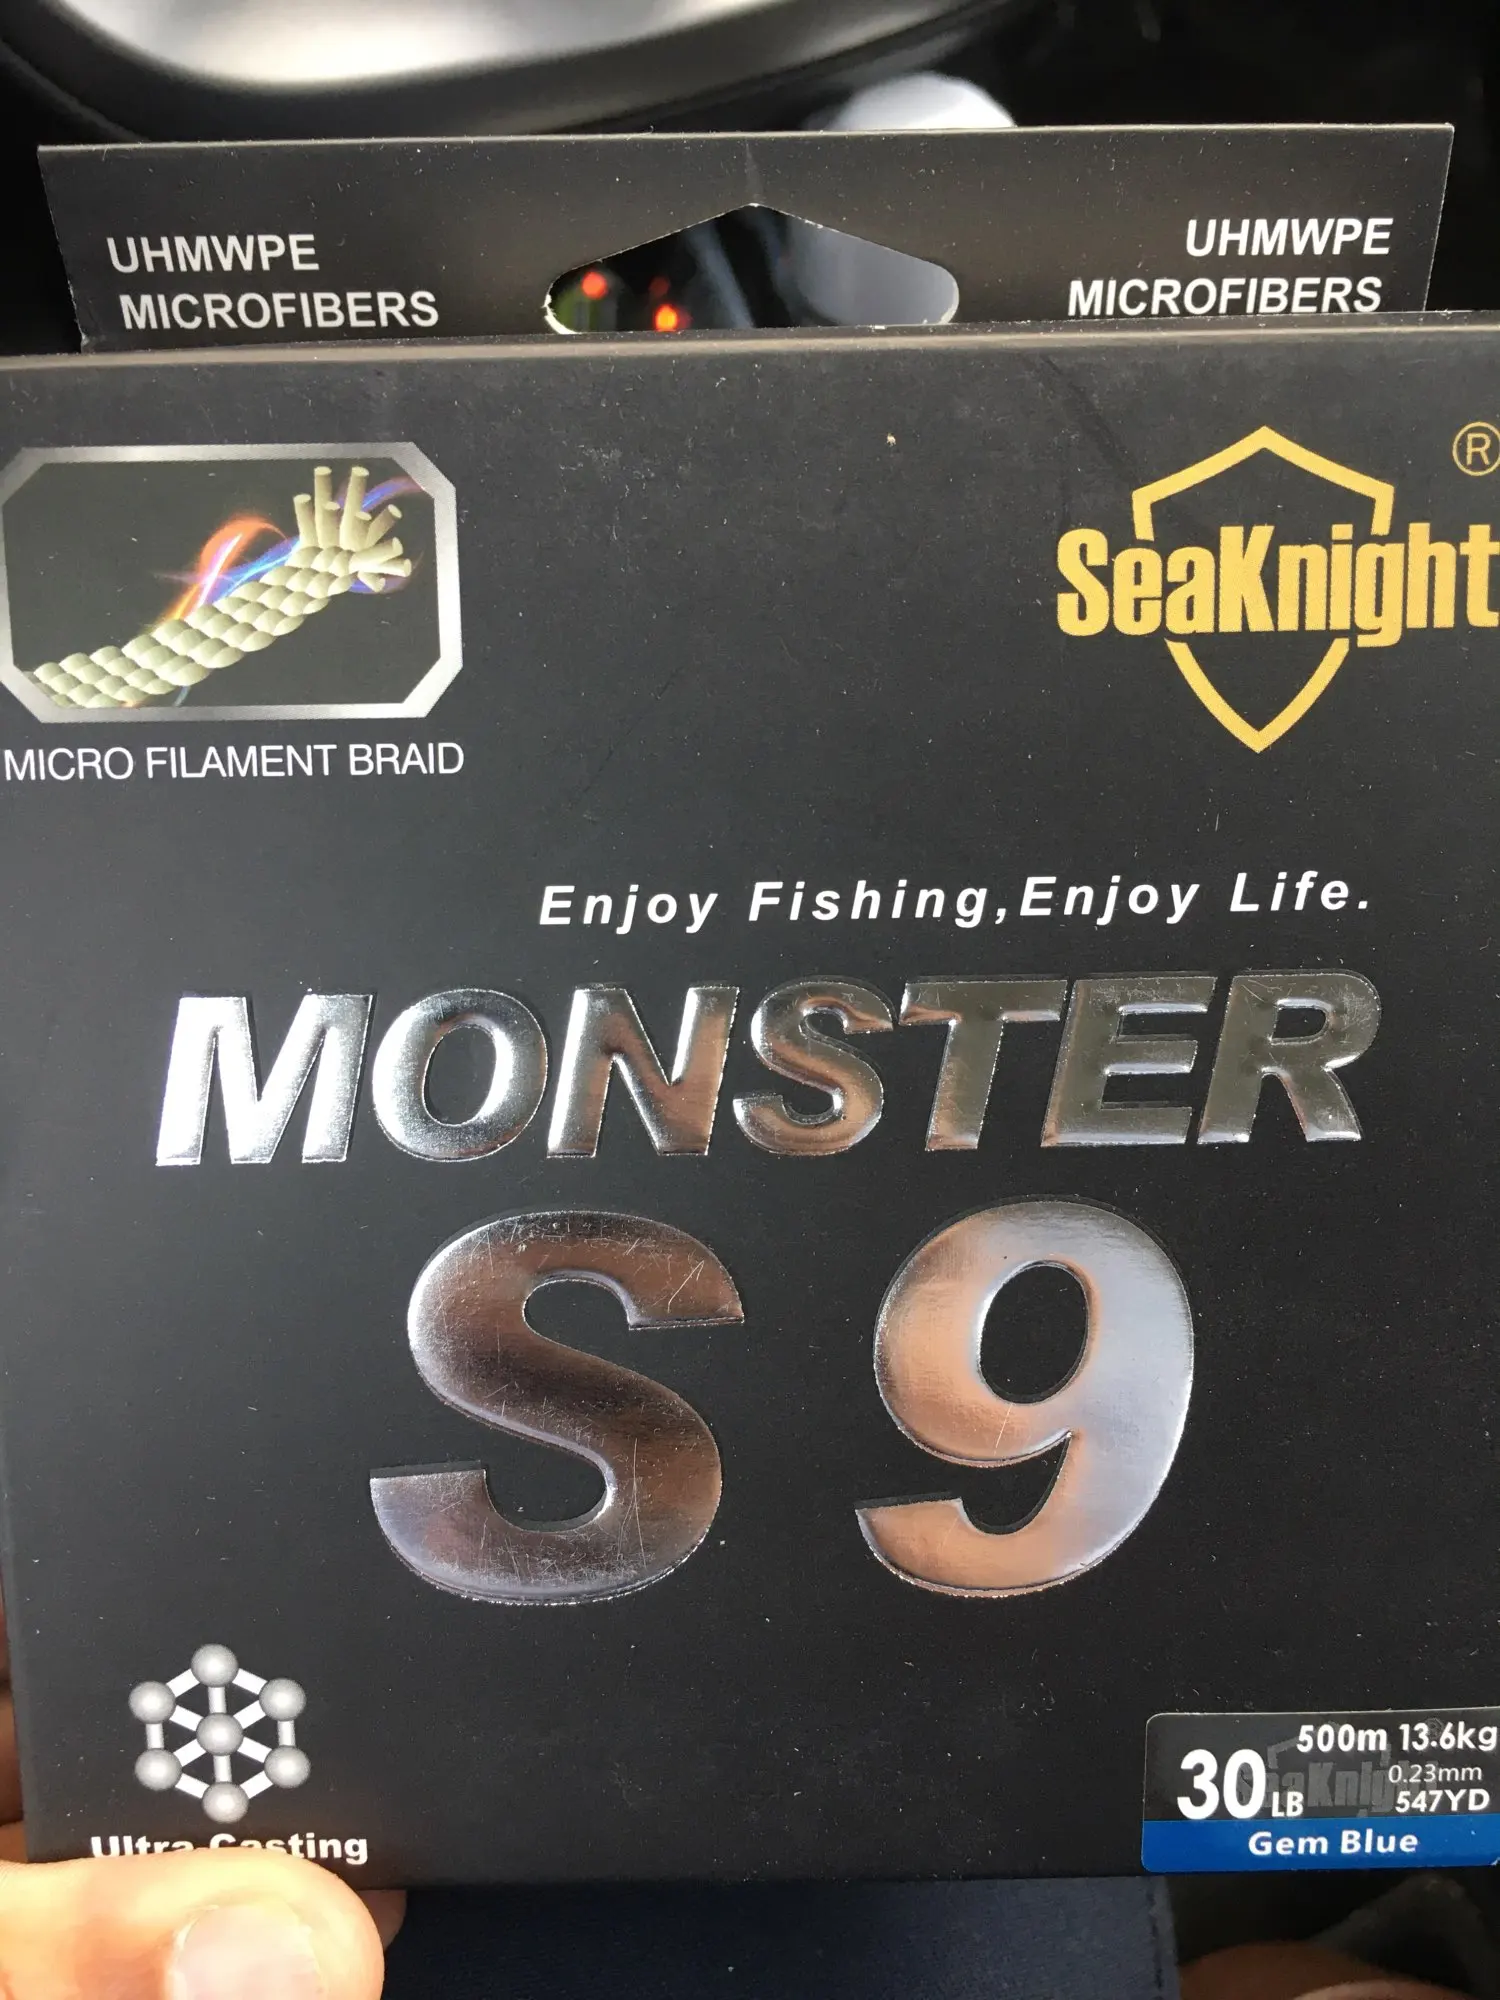 UHMWPE
MICROFIBERS
UHMWPE
MICROFIBERS
®
SeaKnight
MICRO FILAMENT BRAID
Enjoy Fishing,Enjoy Life.
MONSTER
S9
Ultra Casting
500m 13.6kg
30LB
0.23mm
547YD
SeaKnight
Gem Blue